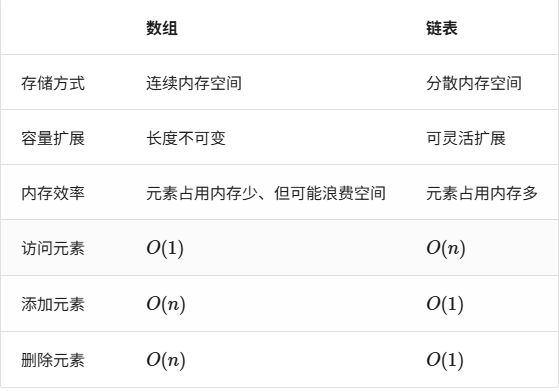 数组 链表
存储方式 连续内存空间 分散内存空间
容量扩展 长度不可变 可灵活扩展
内存效率 元素占用内存少、但可能浪费空间 元素占用内存多
访问元素 O(1) O(n)
添加元素 O(n) O(1)
删除元素 O(n) O(1)